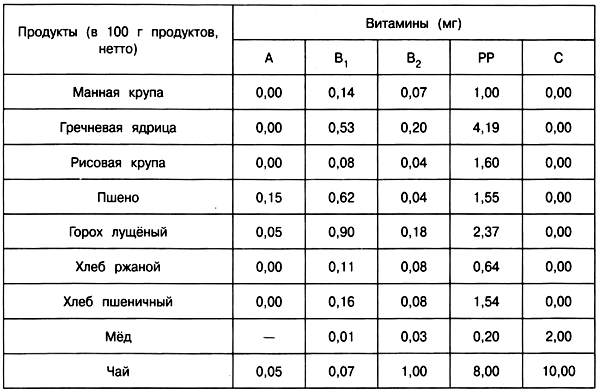 Продукты (в 100 г продуктов, нетто) Витамины (мг)
A B₁ B₂ PP C
Манная крупа 0,00 0,14 0,07 1,00 0,00
Гречневая ядрица 0,00 0,53 0,20 4,19 0,00
Рисовая крупа 0,00 0,08 0,04 1,60 0,00
Пшено 0,15 0,62 0,04 1,55 0,00
Горох лущёный 0,05 0,90 0,18 2,37 0,00
Хлеб ржаной 0,00 0,11 0,08 0,64 0,00
Хлеб пшеничный 0,00 0,16 0,08 1,54 0,00
Мёд — 0,01 0,03 0,20 2,00
Чай 0,05 0,07 1,00 8,00 10,00